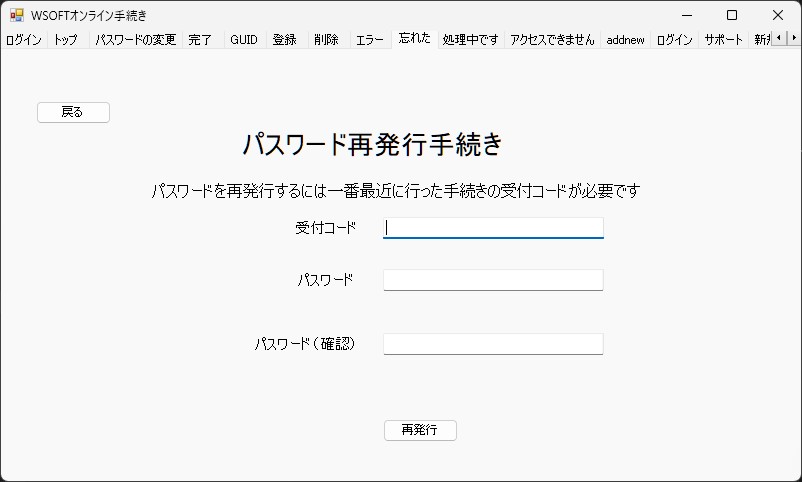 WSOFTオンライン手続き
ログイン トップ パスワードの変更 完了 GUID 登録 削除 エラー 忘れた 処理中です アクセスできません addnew ログイン サポート
戻る
パスワード再発行手続き
パスワードを再発行するには一番最近に行った手続きの受付コードが必要です
受付コード
パスワード
パスワード（確認）
再発行